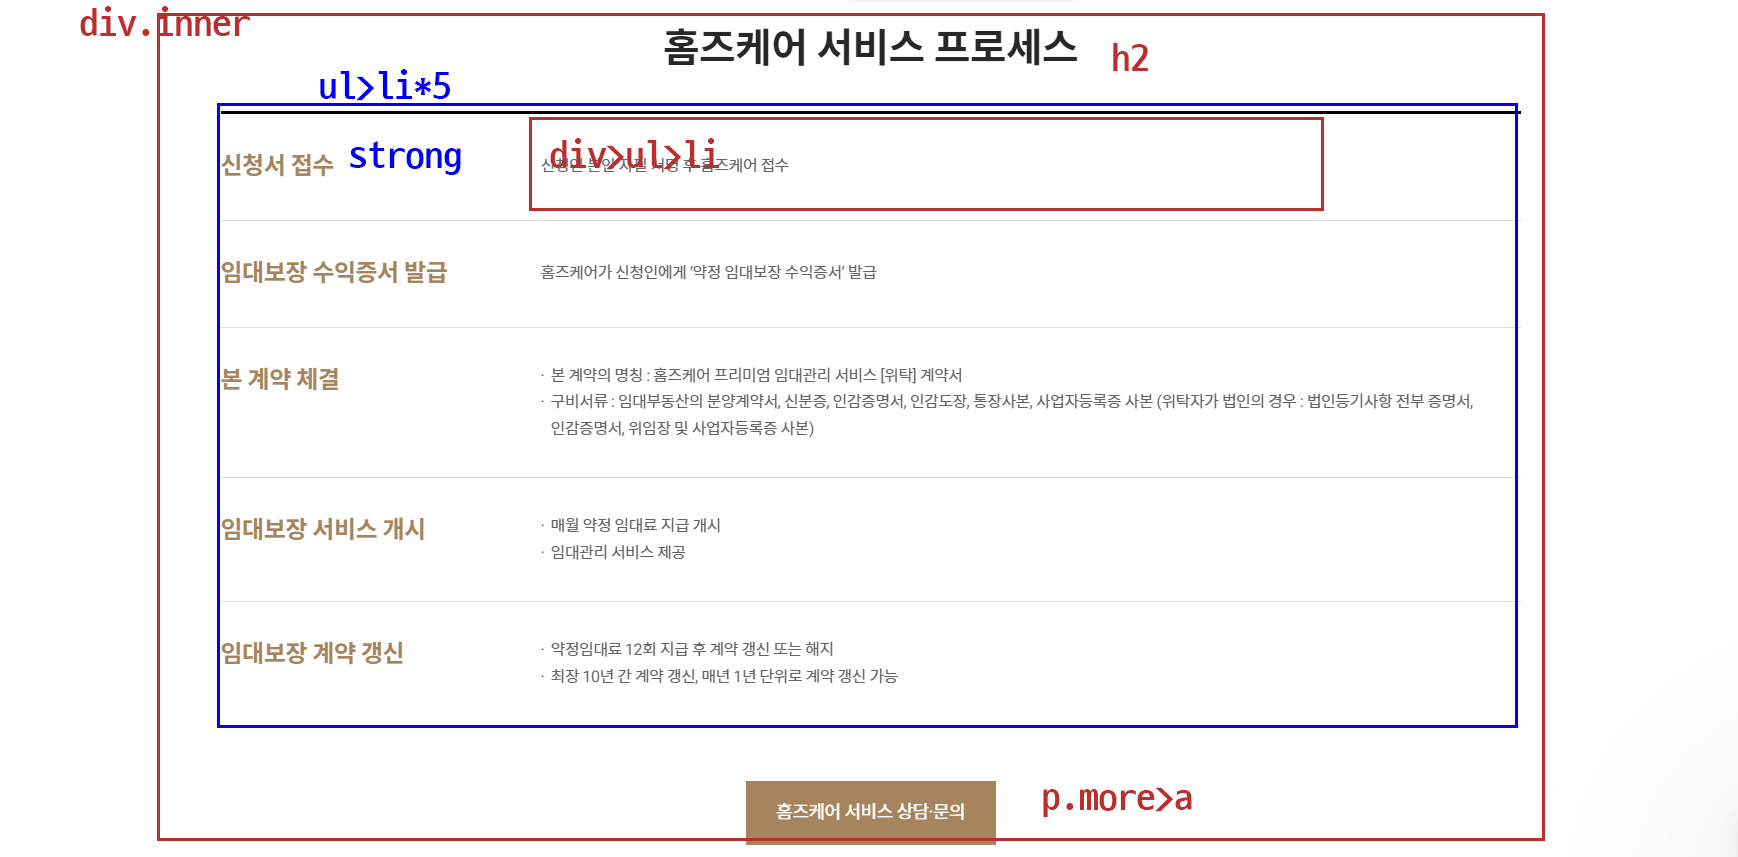 div.inner
홈즈케어 서비스 프로세스
h2
ul>li*5
신청서 접수
strong
div>ul>li
신청인 본인 자필 서명 후 홈즈케어 접수
임대보장 수익증서 발급
홈즈케어가 신청인에게 ‘약정 임대보장 수익증서’ 발급
본 계약 체결
· 본 계약의 명칭 : 홈즈케어 프리미엄 임대관리 서비스 [위탁] 계약서
· 구비서류 : 임대부동산의 분양계약서, 신분증, 인감증명서, 인감도장, 통장사본, 사업자등록증 사본 (위탁자가 법인의 경우 : 법인등기사항 전부 증명서,
인감증명서, 위임장 및 사업자등록증 사본)
임대보장 서비스 개시
· 매월 약정 임대료 지급 개시
· 임대관리 서비스 제공
임대보장 계약 갱신
· 약정임대료 12회 지급 후 계약 갱신 또는 해지
· 최장 10년 간 계약 갱신, 매년 1년 단위로 계약 갱신 가능
홈즈케어 서비스 상담·문의
p.more>a